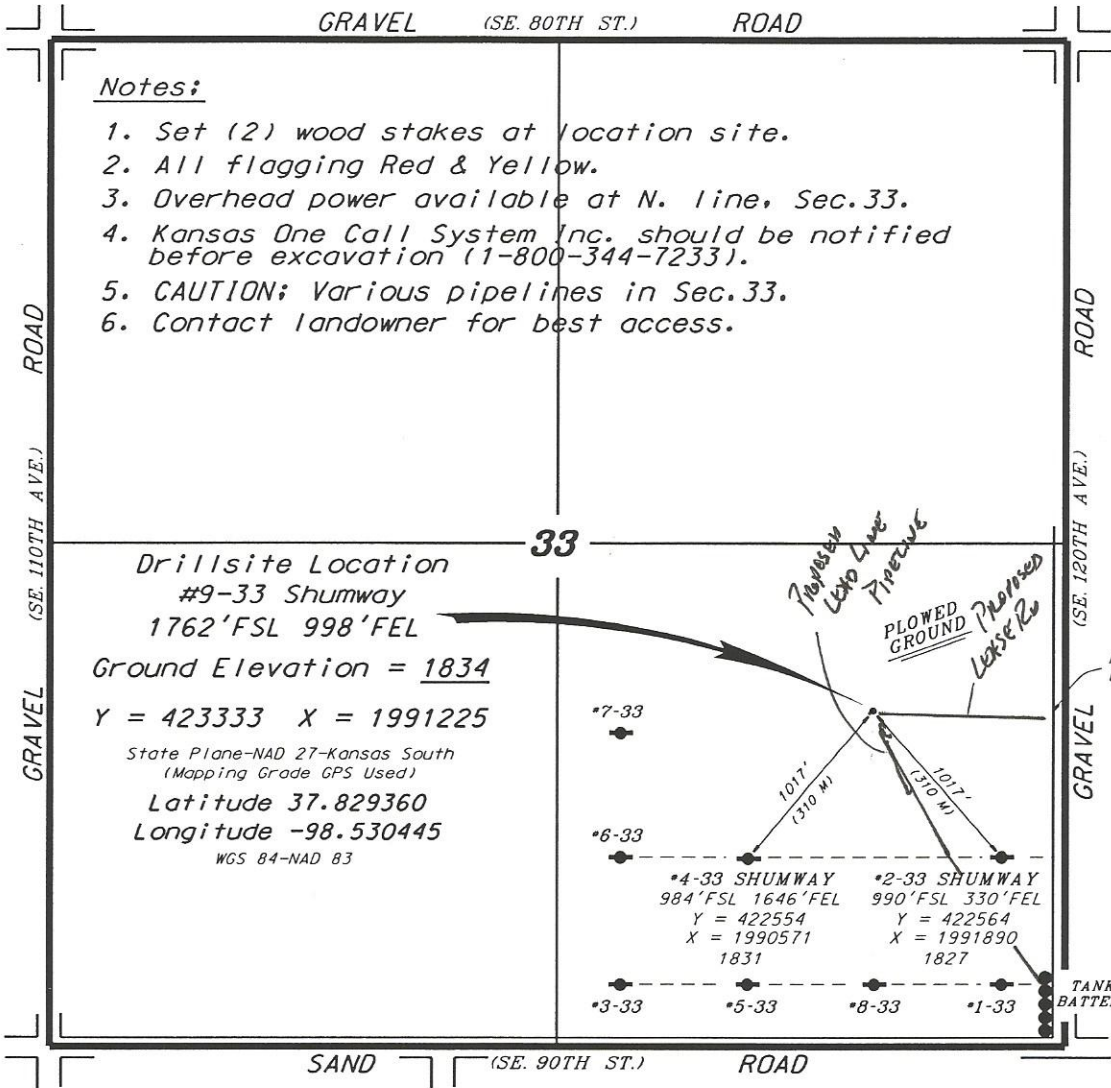 GRAVEL (SE. 80TH ST.) ROAD
Notes:
1. Set (2) wood stakes at location site.
2. All flagging Red & Yellow.
3. Overhead power available at N. line, Sec.33.
4. Kansas One Call System Inc. should be notified
before excavation (1-800-344-7233).
5. CAUTION: Various pipelines in Sec.33.
6. Contact landowner for best access.
GRAVEL (SE. 110TH AVE.) ROAD
GRAVEL (SE. 120TH AVE.) ROAD
33
Drillsite Location
#9-33 Shumway
1762'FSL 998'FEL
Ground Elevation = 1834
Y = 423333 X = 1991225
State Plane-NAD 27-Kansas South
(Mapping Grade GPS Used)
Latitude 37.829360
Longitude -98.530445
WGS 84-NAD 83
PROPOSED
LEAD LINE
PIPELINE
PLOWED
GROUND
PROPOSED
LEASE RD
#7-33
1017'
(310 M)
1017'
(310 M)
#6-33
#4-33 SHUMWAY
984'FSL 1646'FEL
Y = 422554
X = 1990571
1831
#2-33 SHUMWAY
990'FSL 330'FEL
Y = 422564
X = 1991890
1827
#3-33
#5-33
#8-33
#1-33
TANK
BATTE
SAND (SE. 90TH ST.) ROAD